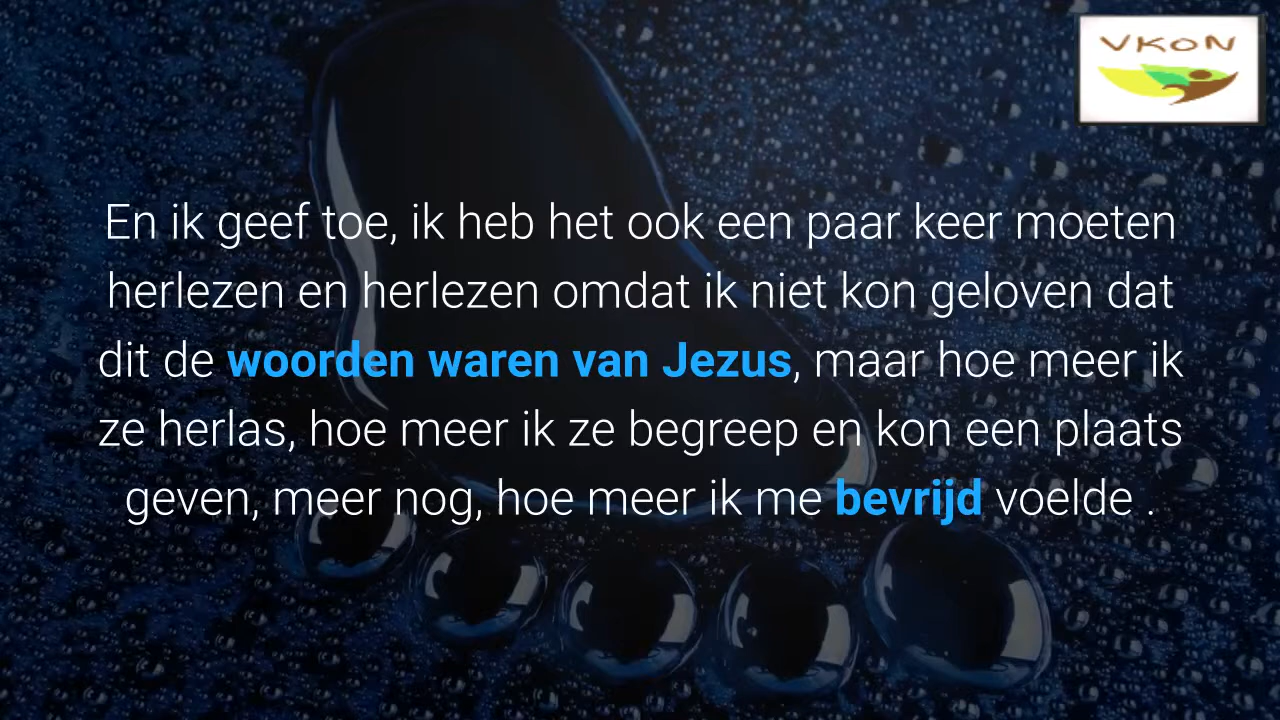 VKON
En ik geef toe, ik heb het ook een paar keer moeten
herlezen en herlezen omdat ik niet kon geloven dat
dit de woorden waren van Jezus, maar hoe meer ik
ze herlas, hoe meer ik ze begreep en kon een plaats
geven, meer nog, hoe meer ik me bevrijd voelde .